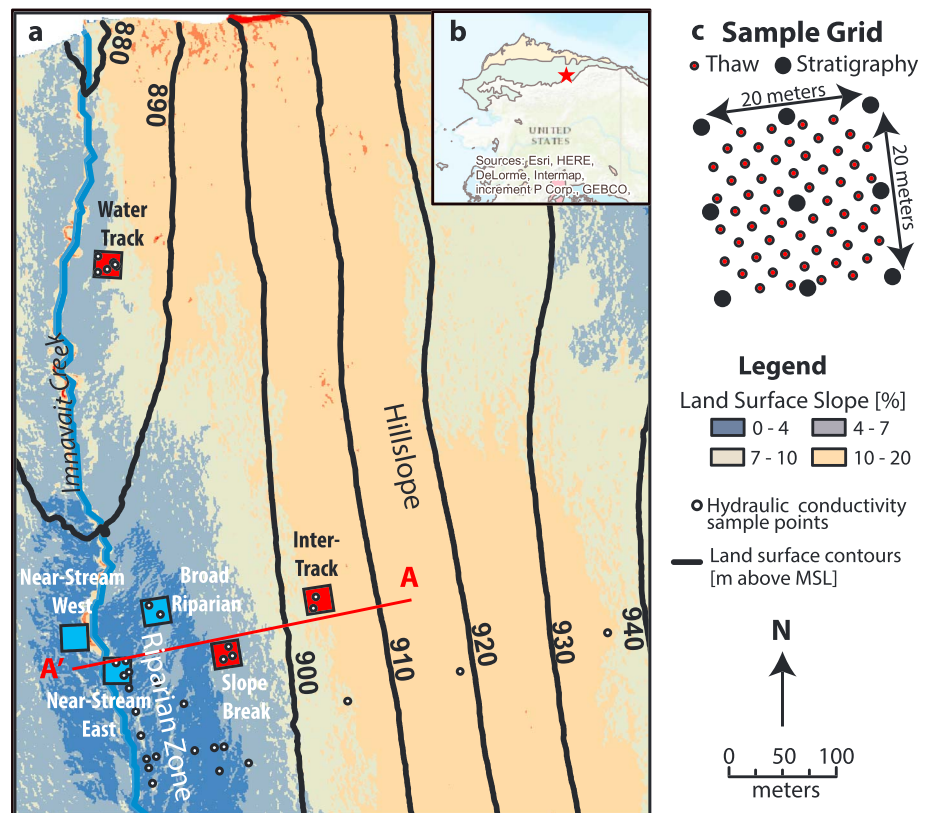 a
880
890
Water
Track
Imnavait Creek
Hillslope
Inter-
Track
A
Near-Stream
West
Broad
Riparian
A'
Near-Stream
East
Riparian Zone
Slope
Break
900
910
920
930
940
b
UNITED
STATES
Sources: Esri, HERE,
DeLorme, Intermap,
increment P Corp., GEBCO,
c Sample Grid
Thaw Stratigraphy
20 meters
20 meters
Legend
Land Surface Slope [%]
0 - 4 4 - 7
7 - 10 10 - 20
Hydraulic conductivity
sample points
Land surface contours
[m above MSL]
N
0 50 100
meters